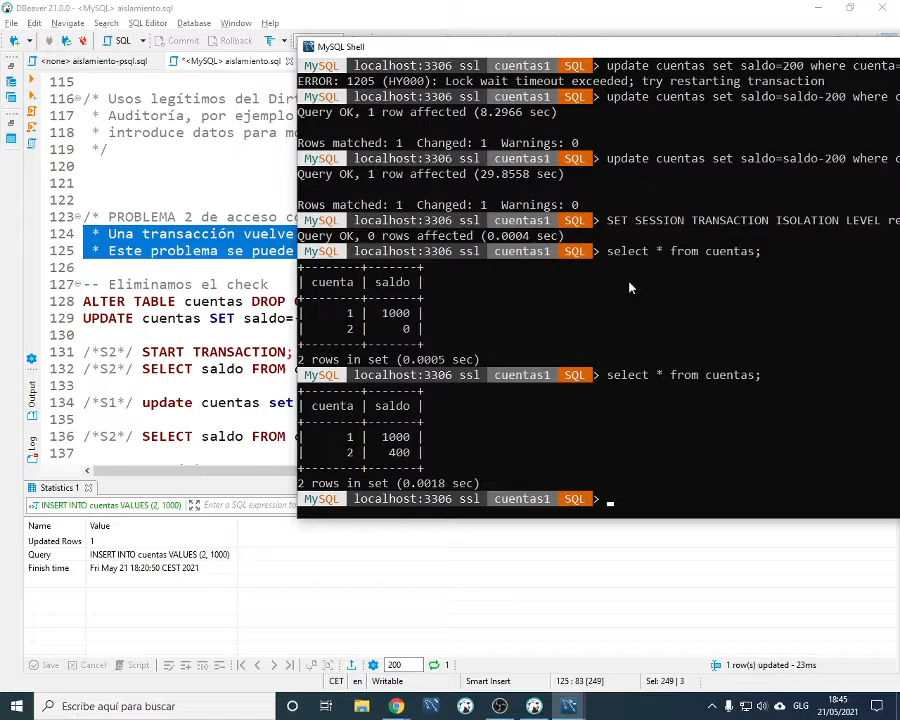 DBeaver 21.0.0 - <MySQL> aislamiento.sql
File Edit Navigate Search SQL Editor Database Window Help
SQL Commit Rollback T
<none> aislamiento-psql.sql
*<MySQL> aislamiento.sql
115
116 /* Usos legítimos del Dir
117 * Auditoría, por ejemplo
118 * introduce datos para mo
119 */
120
121
122
123 /* PROBLEMA 2 de acceso co
124 * Una transacción vuelve
125 * Este problema se puede
126
127 -- Eliminamos el check
128 ALTER TABLE cuentas DROP C
129 UPDATE cuentas SET saldo=
130
131 /*S2*/ START TRANSACTION;
132 /*S2*/ SELECT saldo FROM c
133
134 /*S1*/ update cuentas set
135
136 /*S2*/ SELECT saldo FROM
137
Output
Log
MySQL Shell
MySQL localhost:3306 ssl cuentas1 SQL > update cuentas set saldo=200 where cuenta=
ERROR: 1205 (HY000): Lock wait timeout exceeded; try restarting transaction
MySQL localhost:3306 ssl cuentas1 SQL > update cuentas set saldo=saldo-200 where c
Query OK, 1 row affected (8.2966 sec)
Rows matched: 1 Changed: 1 Warnings: 0
MySQL localhost:3306 ssl cuentas1 SQL > update cuentas set saldo=saldo-200 where c
Query OK, 1 row affected (29.8558 sec)
Rows matched: 1 Changed: 1 Warnings: 0
MySQL localhost:3306 ssl cuentas1 SQL > SET SESSION TRANSACTION ISOLATION LEVEL re
Query OK, 0 rows affected (0.0004 sec)
MySQL localhost:3306 ssl cuentas1 SQL > select * from cuentas;
+--------+-------+
| cuenta | saldo |
+--------+-------+
| 1 | 1000 |
| 2 | 0 |
+--------+-------+
2 rows in set (0.0005 sec)
MySQL localhost:3306 ssl cuentas1 SQL > select * from cuentas;
+--------+-------+
| cuenta | saldo |
+--------+-------+
| 1 | 1000 |
| 2 | 400 |
+--------+-------+
2 rows in set (0.0018 sec)
MySQL localhost:3306 ssl cuentas1 SQL >
Statistics 1
INSERT INTO cuentas VALUES (2, 1000) Enter a SQL expression to
Name Value
Updated Rows 1
Query INSERT INTO cuentas VALUES (2, 1000)
Finish time Fri May 21 18:20:50 CEST 2021
Save Cancel Script 200 1 1 row(s) updated - 23ms
CET en Writable Smart Insert 125 : 83 [249] Sel: 249 | 3
Escribe aquí para buscar
GLG
18:45
21/05/2021